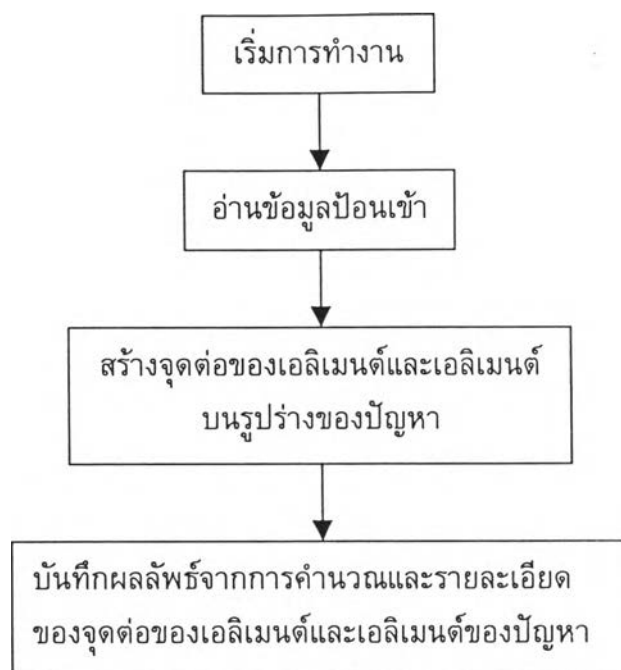 เริ่มการทำงาน
อ่านข้อมูลป้อนเข้า
สร้างจุดต่อของเอลิเมนต์และเอลิเมนต์
บนรูปร่างของปัญหา
บันทึกผลลัพธ์จากการคำนวณและรายละเอียด
ของจุดต่อของเอลิเมนต์และเอลิเมนต์ของปัญหา